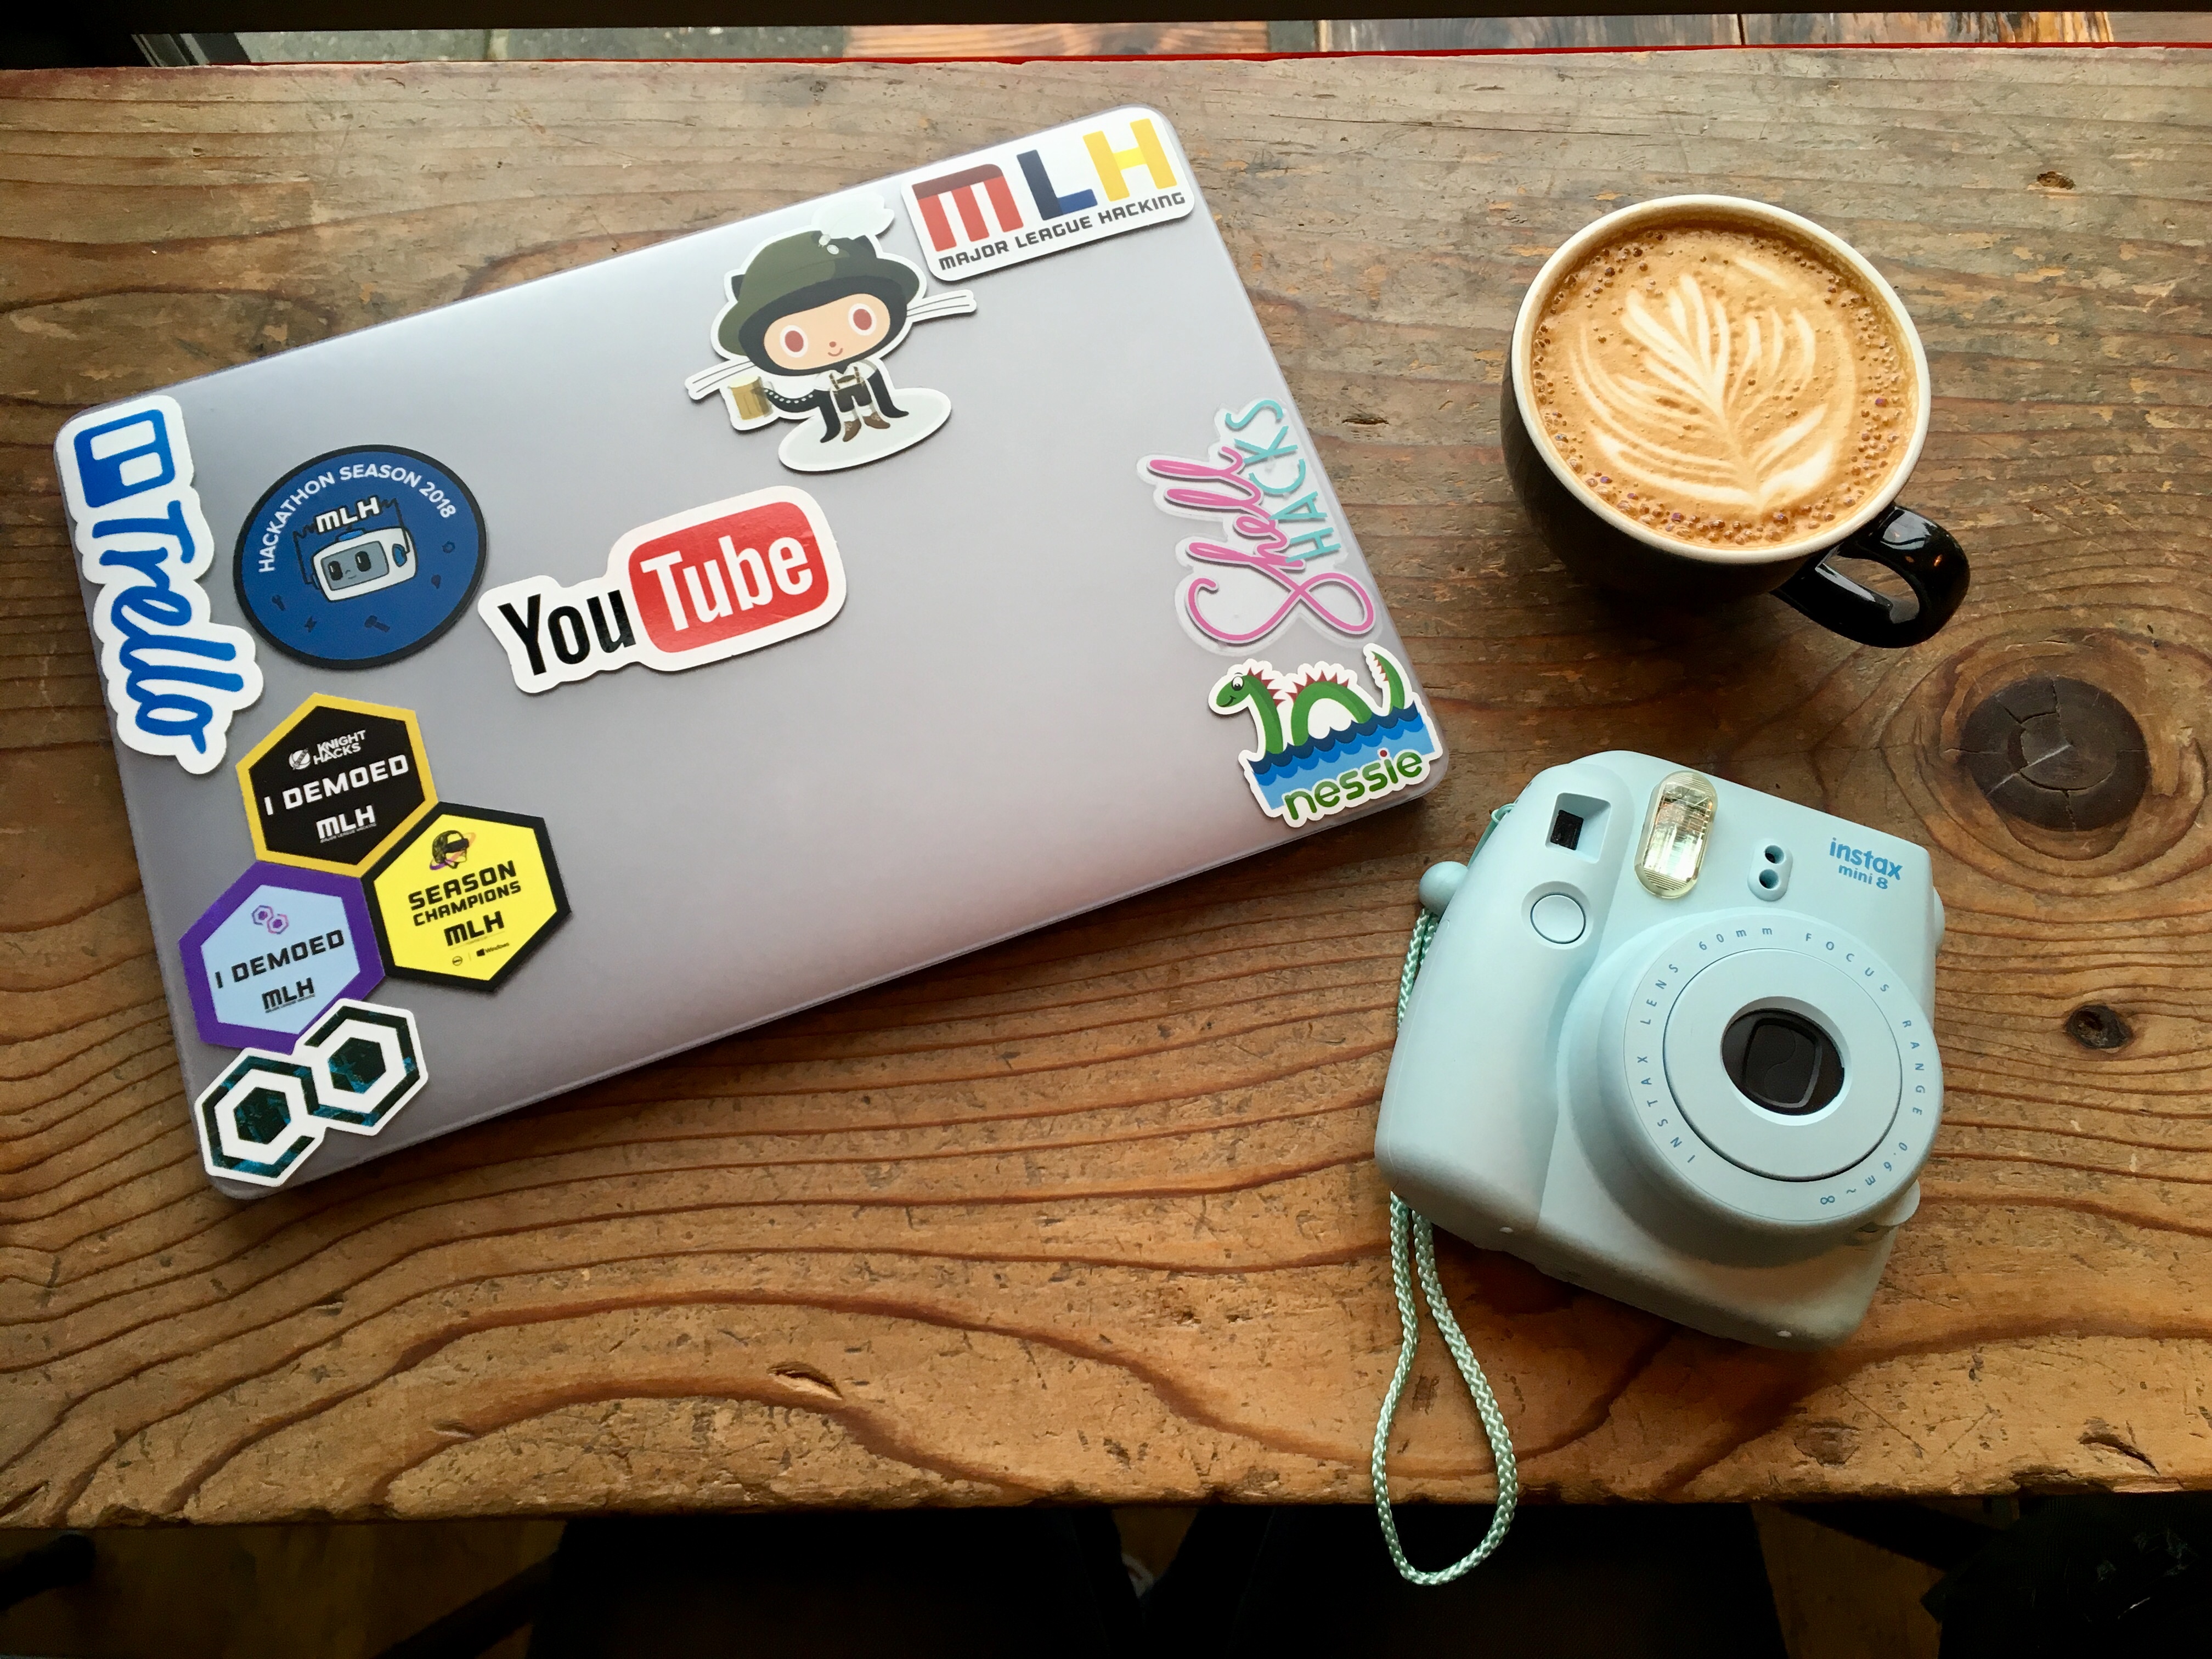 MLH
MAJOR LEAGUE HACKING
Trello
HACKATHON SEASON 2018
MLH
YouTube
Shell
HACKS
nessie
KNIGHT
HACKS
I DEMOED
MLH
SEASON
CHAMPIONS
MLH
Windows
I DEMOED
MLH
instax
mini 8
INSTAX LENS 60mm FOCUS RANGE 0.6m~∞